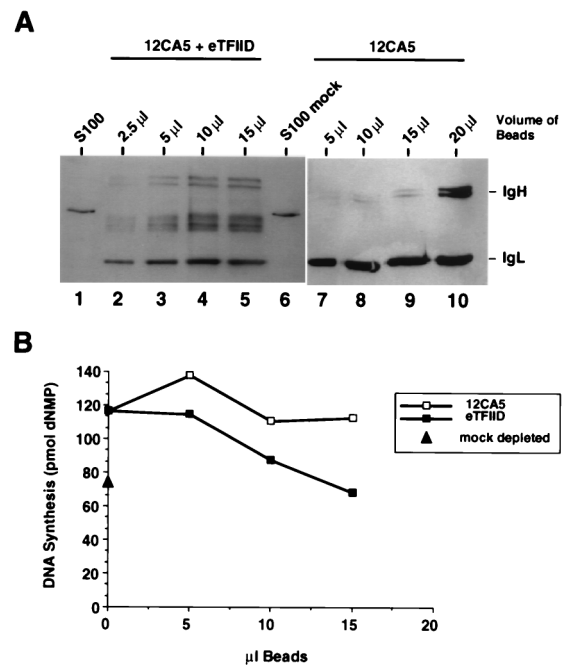 A
12CA5 + eTFIID
12CA5
S100
2.5 µl
5 µl
10 µl
15 µl
S100 mock
5 µl
10 µl
15 µl
20 µl
Volume of
Beads
IgH
IgL
1 2 3 4 5 6 7 8 9 10
B
DNA Synthesis (pmol dNMP)
140
120
100
80
60
40
20
0
0 5 10 15 20
µl Beads
12CA5
eTFIID
mock depleted